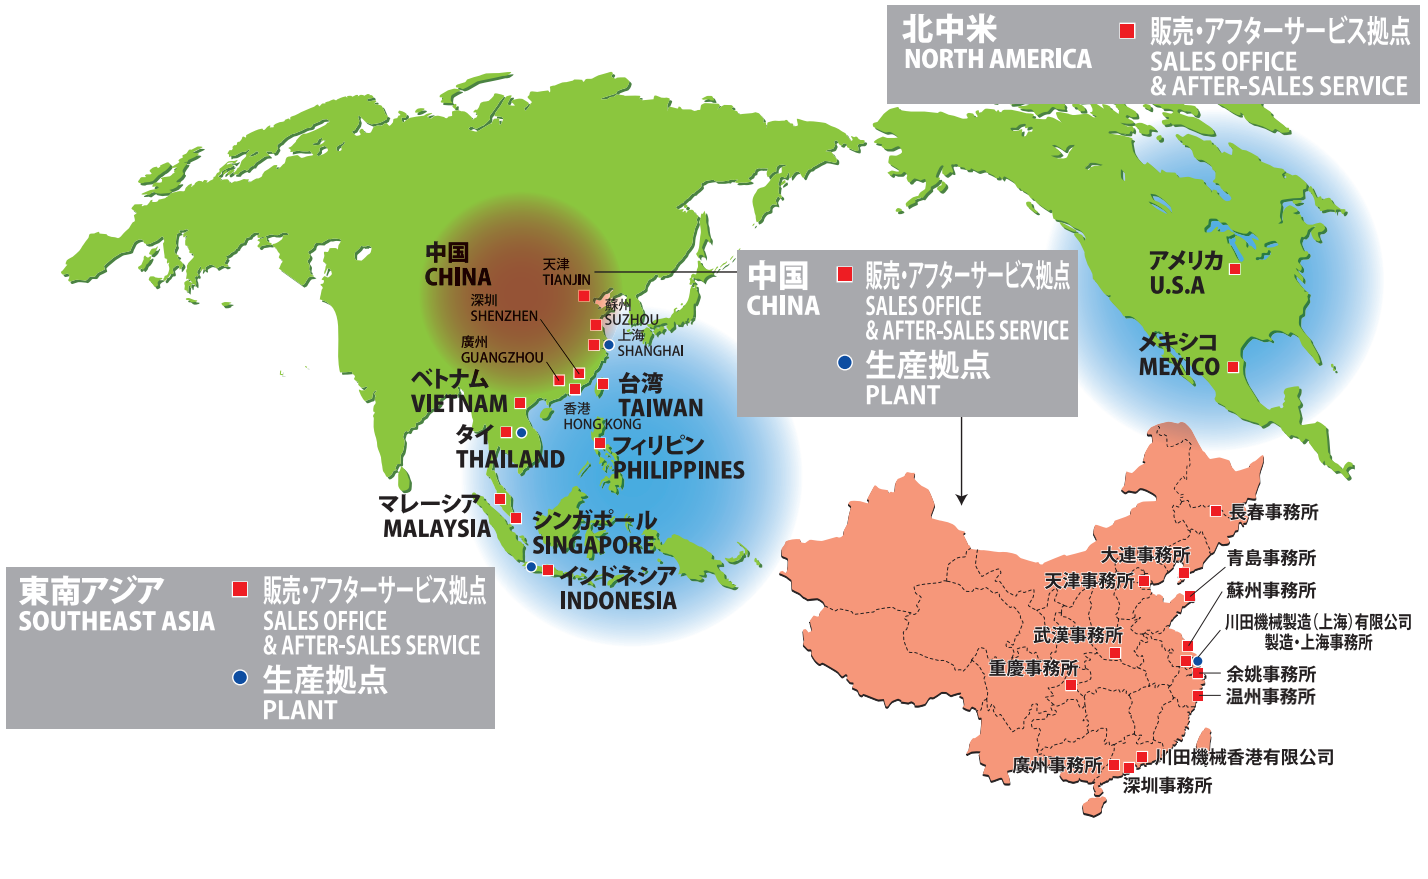 北中米
NORTH AMERICA
販売・アフターサービス拠点
SALES OFFICE
& AFTER-SALES SERVICE
中国
CHINA
天津
TIANJIN
深圳
SHENZHEN
蘇州
SUZHOU
上海
SHANGHAI
廣州
GUANGZHOU
香港
HONG KONG
ベトナム
VIETNAM
台湾
TAIWAN
タイ
THAILAND
フィリピン
PHILIPPINES
マレーシア
MALAYSIA
シンガポール
SINGAPORE
インドネシア
INDONESIA
中国
CHINA
販売・アフターサービス拠点
SALES OFFICE
& AFTER-SALES SERVICE
生産拠点
PLANT
アメリカ
U.S.A
メキシコ
MEXICO
東南アジア
SOUTHEAST ASIA
販売・アフターサービス拠点
SALES OFFICE
& AFTER-SALES SERVICE
生産拠点
PLANT
長春事務所
大連事務所
青島事務所
天津事務所
蘇州事務所
川田機械製造(上海)有限公司
製造・上海事務所
武漢事務所
重慶事務所
余姚事務所
温州事務所
川田機械香港有限公司
廣州事務所
深圳事務所